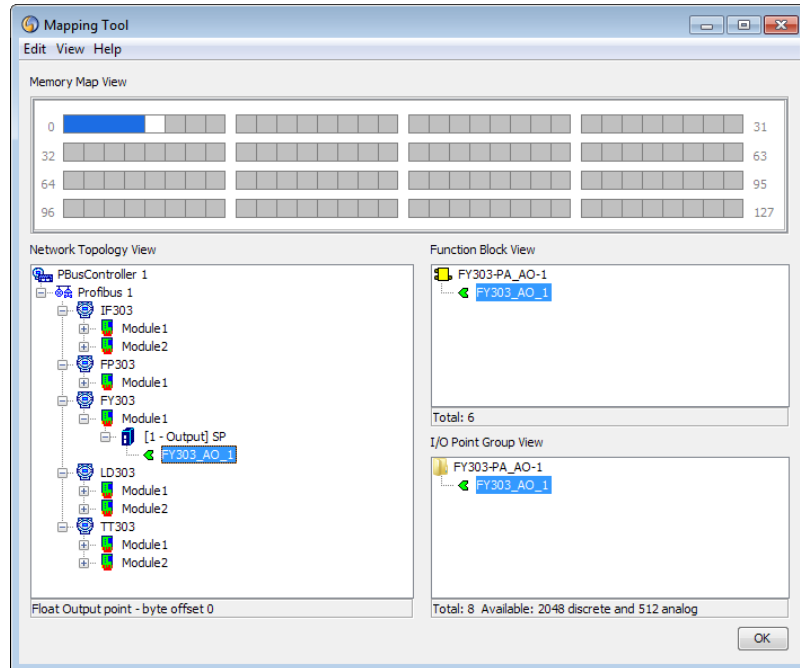 Mapping Tool
Edit View Help
Memory Map View
0 31
32 63
64 95
96 127
Network Topology View
PBusController 1
Profibus 1
IF303
Module1
Module2
FP303
Module1
FY303
Module1
[1 - Output] SP
FY303_AO_1
LD303
Module1
Module2
TT303
Module1
Module2
Float Output point - byte offset 0
Function Block View
FY303-PA_AO-1
FY303_AO_1
Total: 6
I/O Point Group View
FY303-PA_AO-1
FY303_AO_1
Total: 8 Available: 2048 discrete and 512 analog
OK